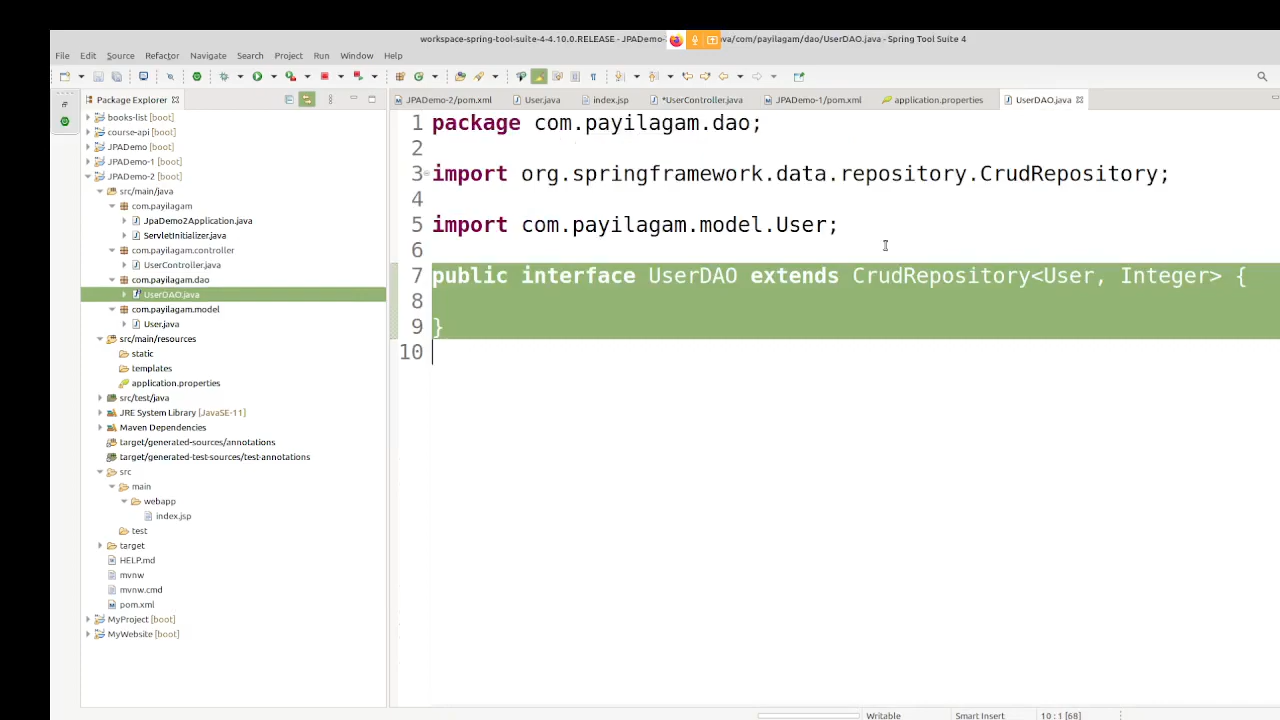 workspace-spring-tool-suite-4-4.10.0.RELEASE - JPADemo- va/com/payilagam/dao/UserDAO.java - Spring Tool Suite 4
File Edit Source Refactor Navigate Search Project Run Window Help
Package Explorer
JPADemo-2/pom.xml User.java index.jsp *UserController.java JPADemo-1/pom.xml application.properties UserDAO.java
books-list [boot]
course-api [boot]
JPADemo [boot]
JPADemo-1 [boot]
JPADemo-2 [boot]
src/main/java
com.payilagam
JpaDemo2Application.java
ServletInitializer.java
com.payilagam.controller
UserController.java
com.payilagam.dao
UserDAO.java
com.payilagam.model
User.java
src/main/resources
static
templates
application.properties
src/test/java
JRE System Library [JavaSE-11]
Maven Dependencies
target/generated-sources/annotations
target/generated-test-sources/test-annotations
src
main
webapp
index.jsp
test
target
HELP.md
mvnw
mvnw.cmd
pom.xml
MyProject [boot]
MyWebsite [boot]
1 package com.payilagam.dao;
2
3 import org.springframework.data.repository.CrudRepository;
4
5 import com.payilagam.model.User;
6
7 public interface UserDAO extends CrudRepository<User, Integer> {
8
9 }
10
Writable Smart Insert 10 : 1 [68]